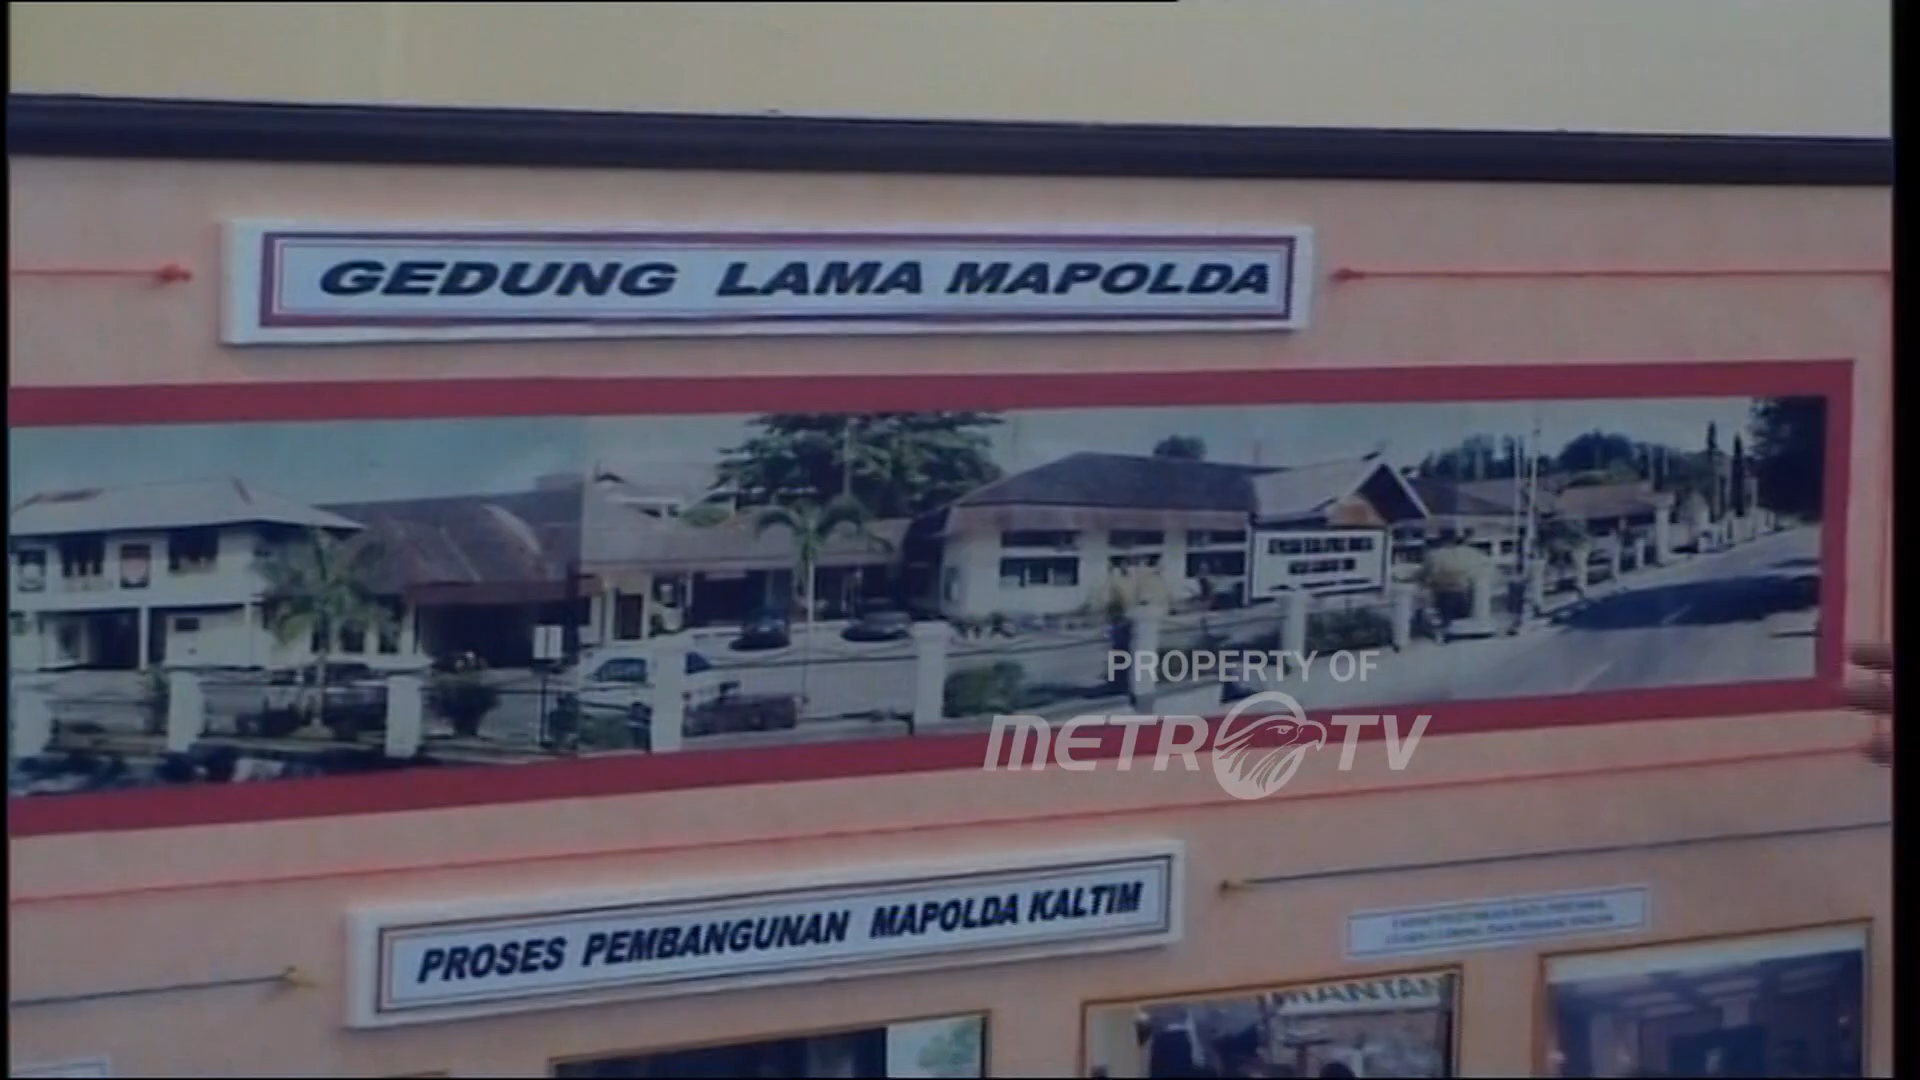 GEDUNG LAMA MAPOLDA
PROPERTY OF
METRO TV
PROSES PEMBANGUNAN MAPOLDA KALTIM